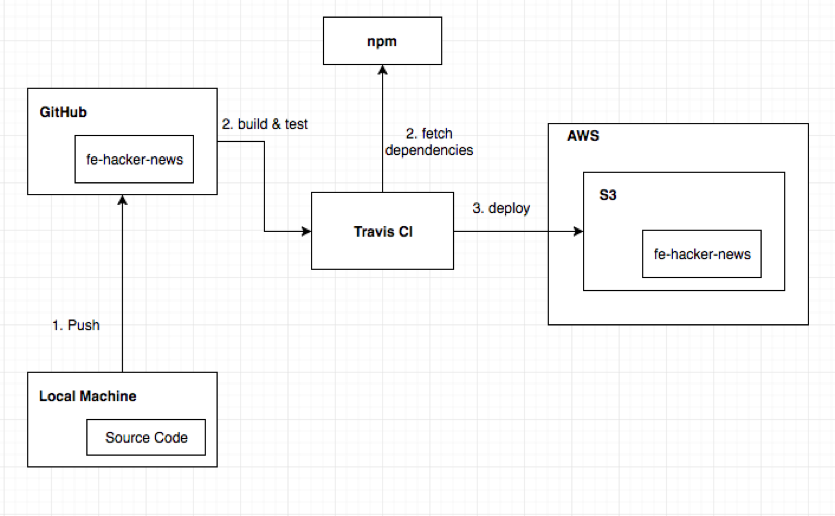 npm
GitHub
fe-hacker-news
2. build & test
2. fetch
dependencies
AWS
S3
fe-hacker-news
Travis CI
3. deploy
1. Push
Local Machine
Source Code